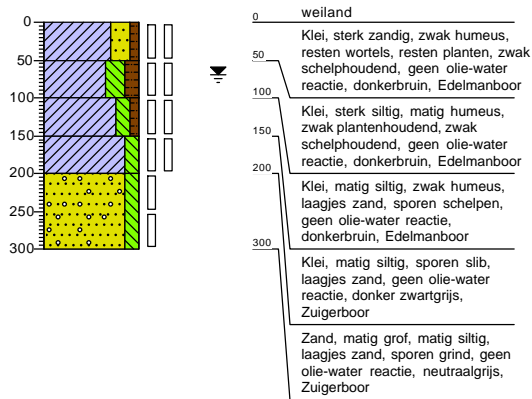 0
50
100
150
200
250
300
0
weiland
Klei, sterk zandig, zwak humeus,
resten wortels, resten planten, zwak
schelphoudend, geen olie-water
reactie, donkerbruin, Edelmanboor
50
Klei, sterk siltig, matig humeus,
zwak plantenhoudend, zwak
schelphoudend, geen olie-water
reactie, donkerbruin, Edelmanboor
100
Klei, matig siltig, zwak humeus,
laagjes zand, sporen schelpen,
geen olie-water reactie,
donkerbruin, Edelmanboor
150
Klei, matig siltig, sporen slib,
laagjes zand, geen olie-water
reactie, donker zwartgrijs,
Zuigerboor
200
Zand, matig grof, matig siltig,
laagjes zand, sporen grind, geen
olie-water reactie, neutraalgrijs,
Zuigerboor
300